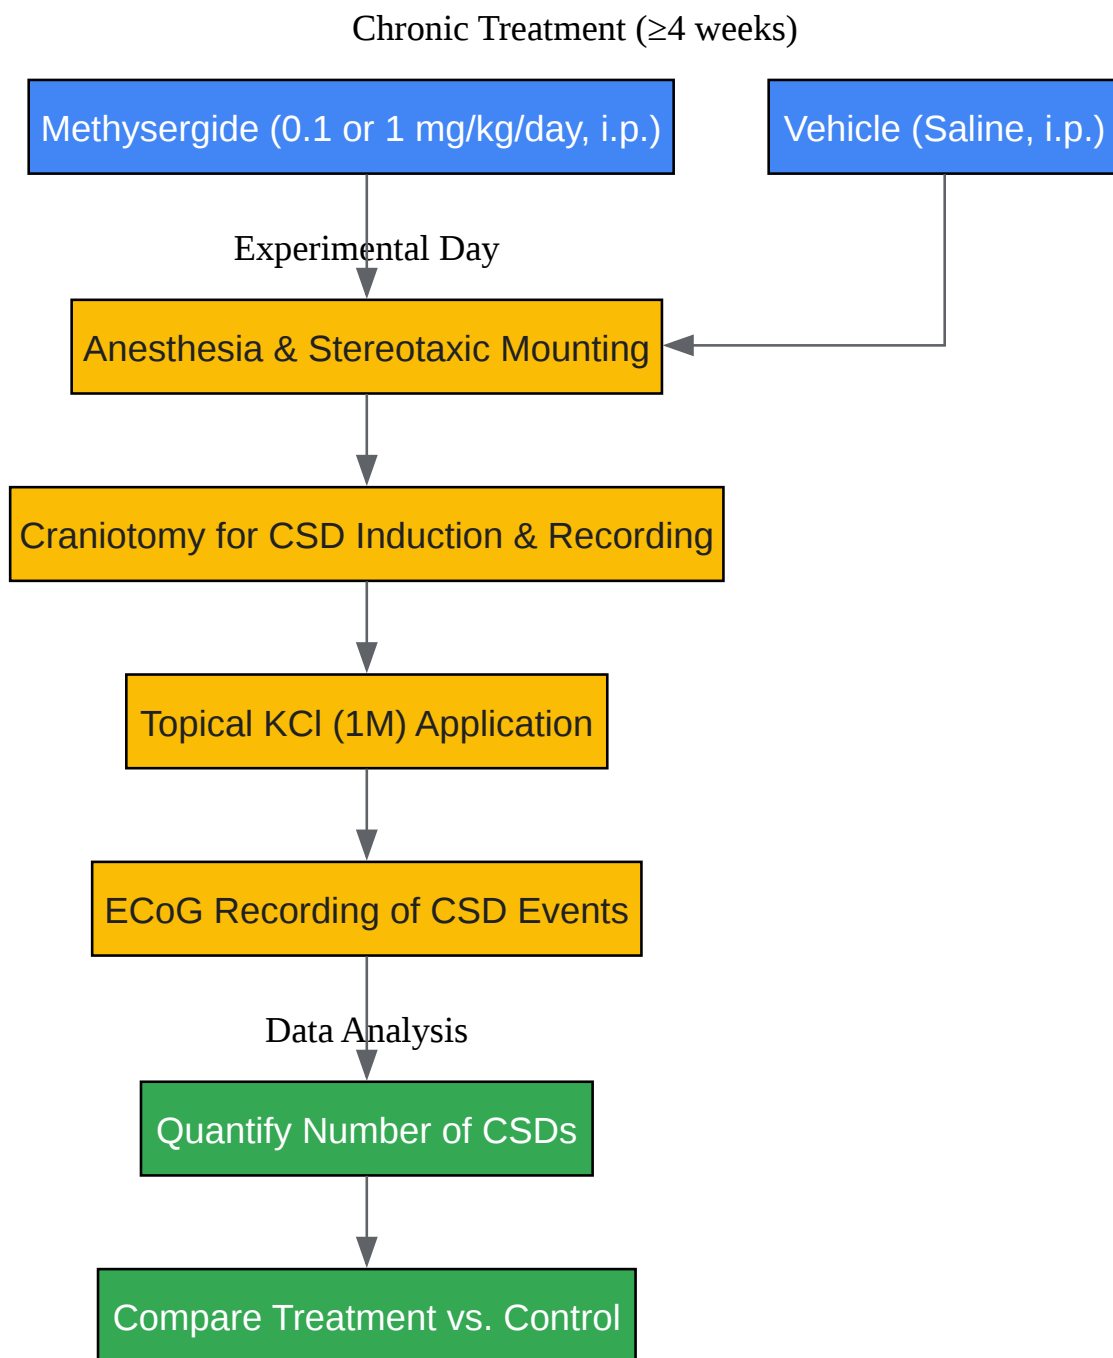 Chronic Treatment (≥4 weeks)
Methysergide (0.1 or 1 mg/kg/day, i.p.)
Vehicle (Saline, i.p.)
Experimental Day
Anesthesia & Stereotaxic Mounting
Craniotomy for CSD Induction & Recording
Topical KCl (1M) Application
ECoG Recording of CSD Events
Data Analysis
Quantify Number of CSDs
Compare Treatment vs. Control